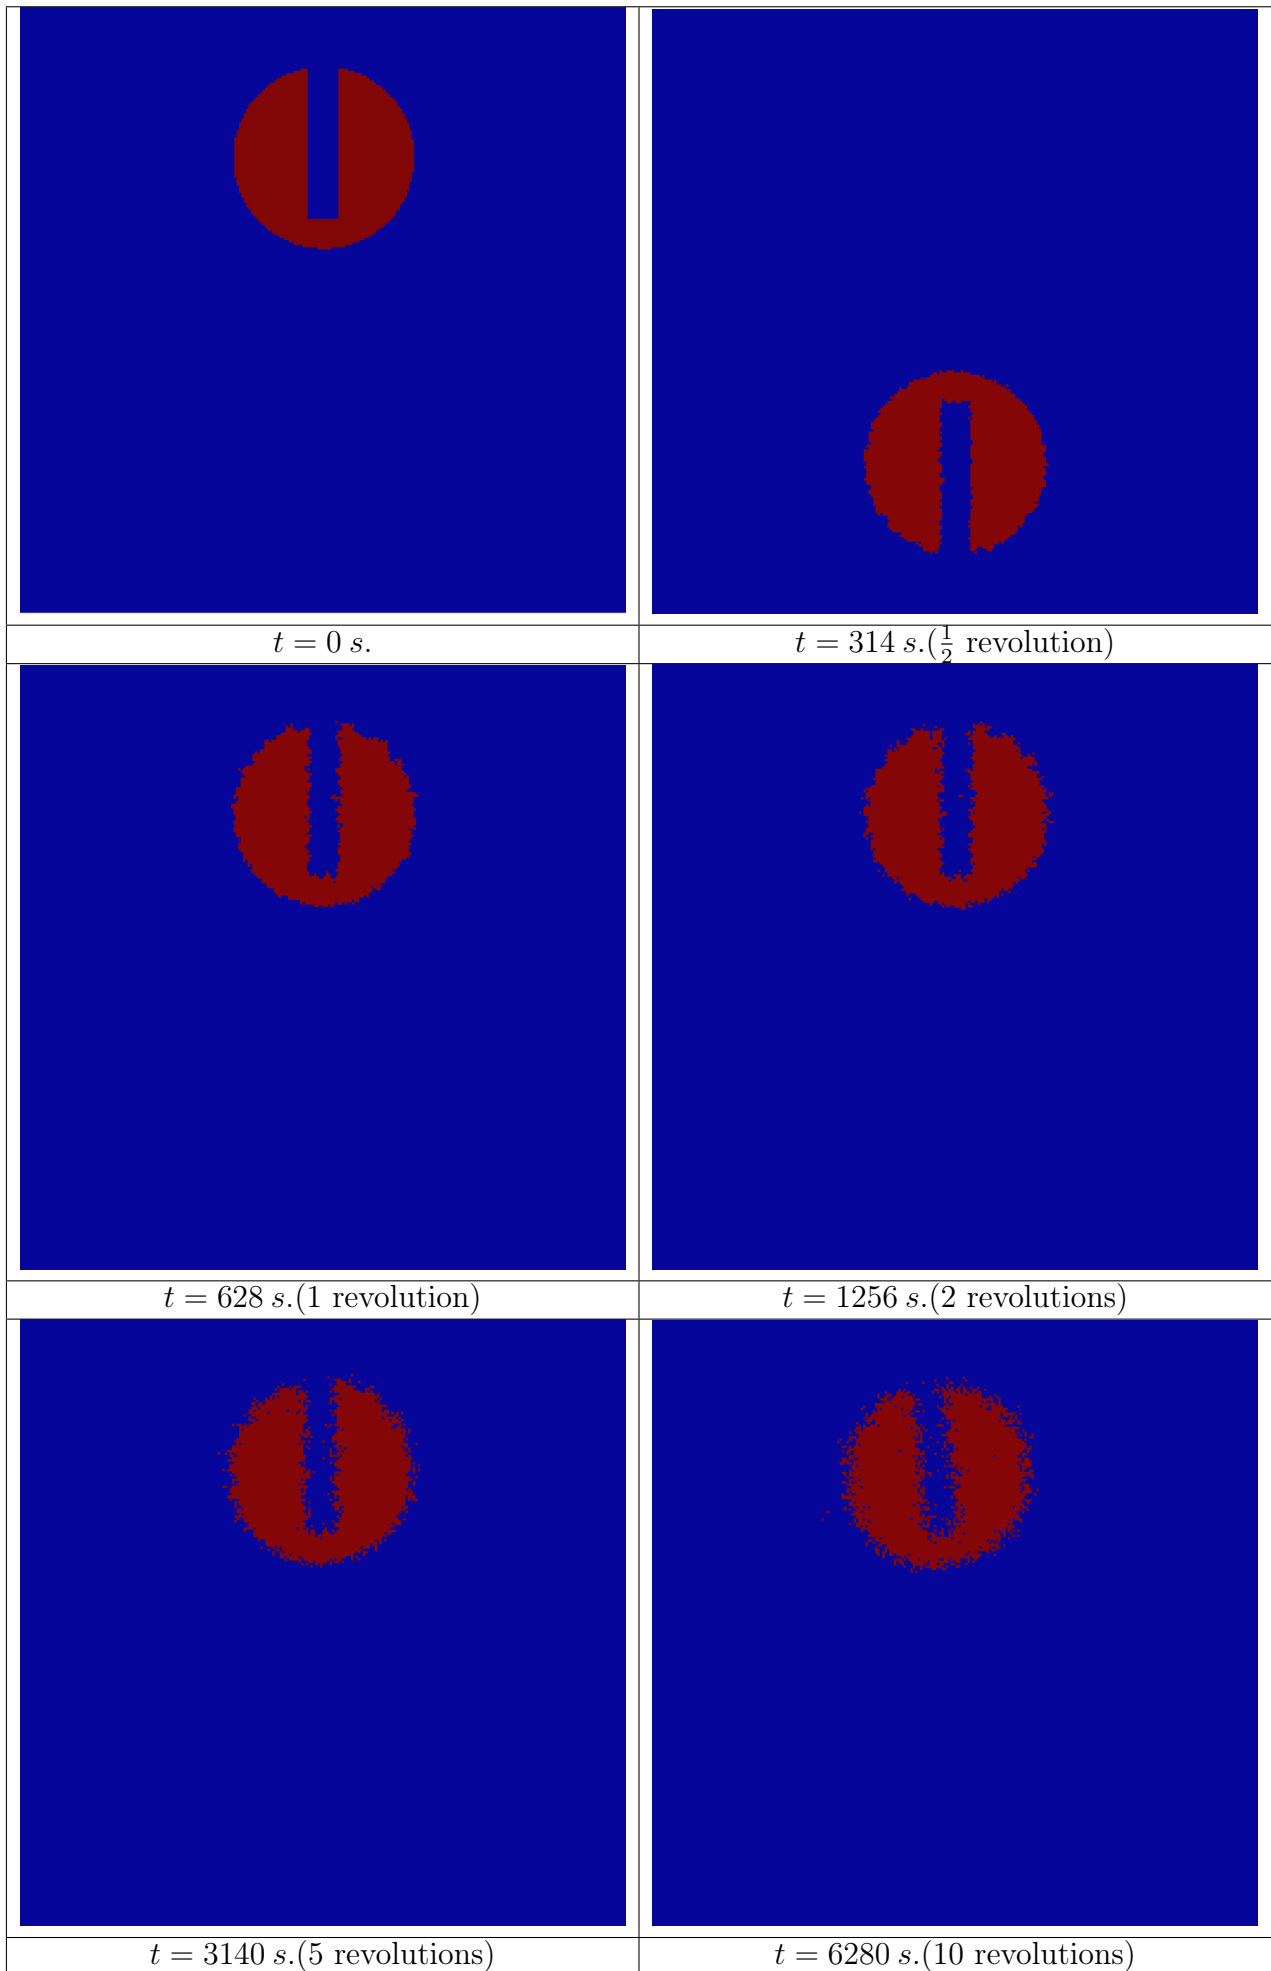 t = 0 s.
t = 314 s.(1/2 revolution)
t = 628 s.(1 revolution)
t = 1256 s.(2 revolutions)
t = 3140 s.(5 revolutions)
t = 6280 s.(10 revolutions)